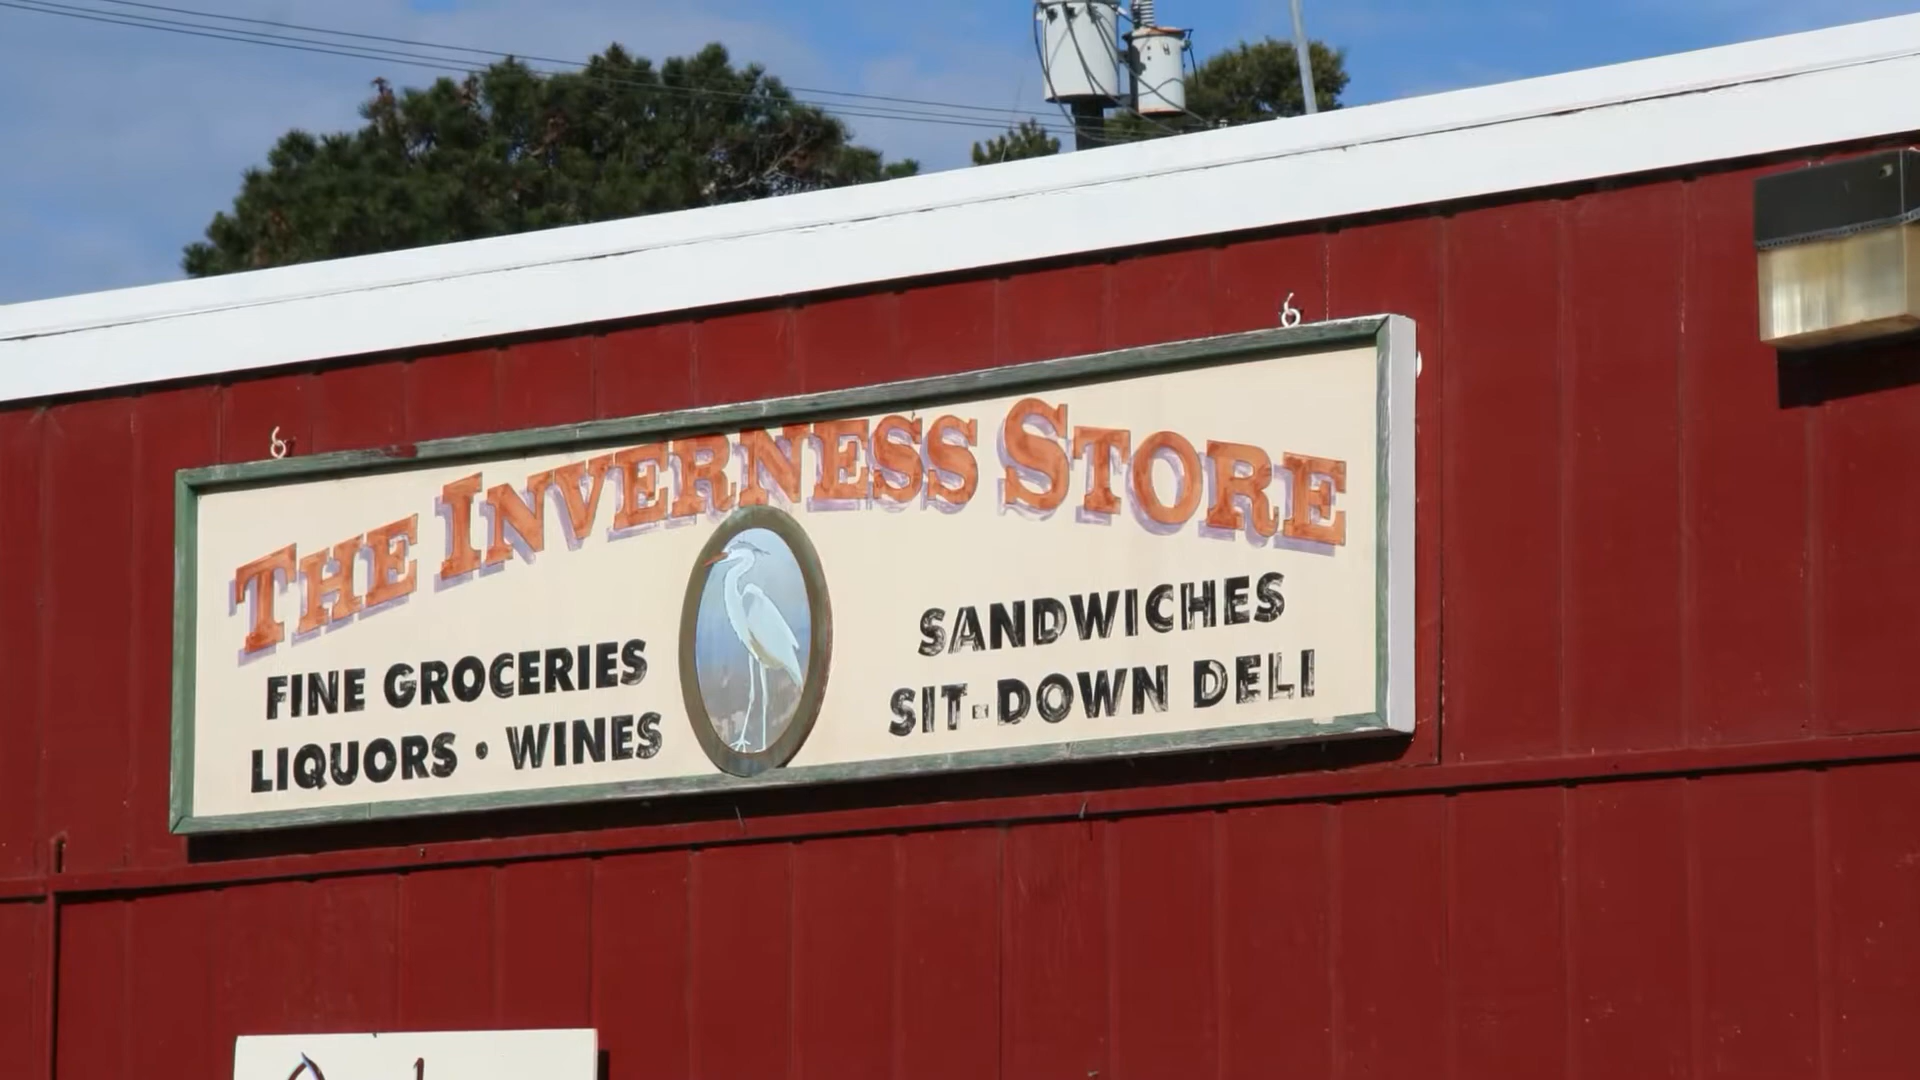 THE INVERNESS STORE
FINE GROCERIES
LIQUORS • WINES
SANDWICHES
SIT-DOWN DELI